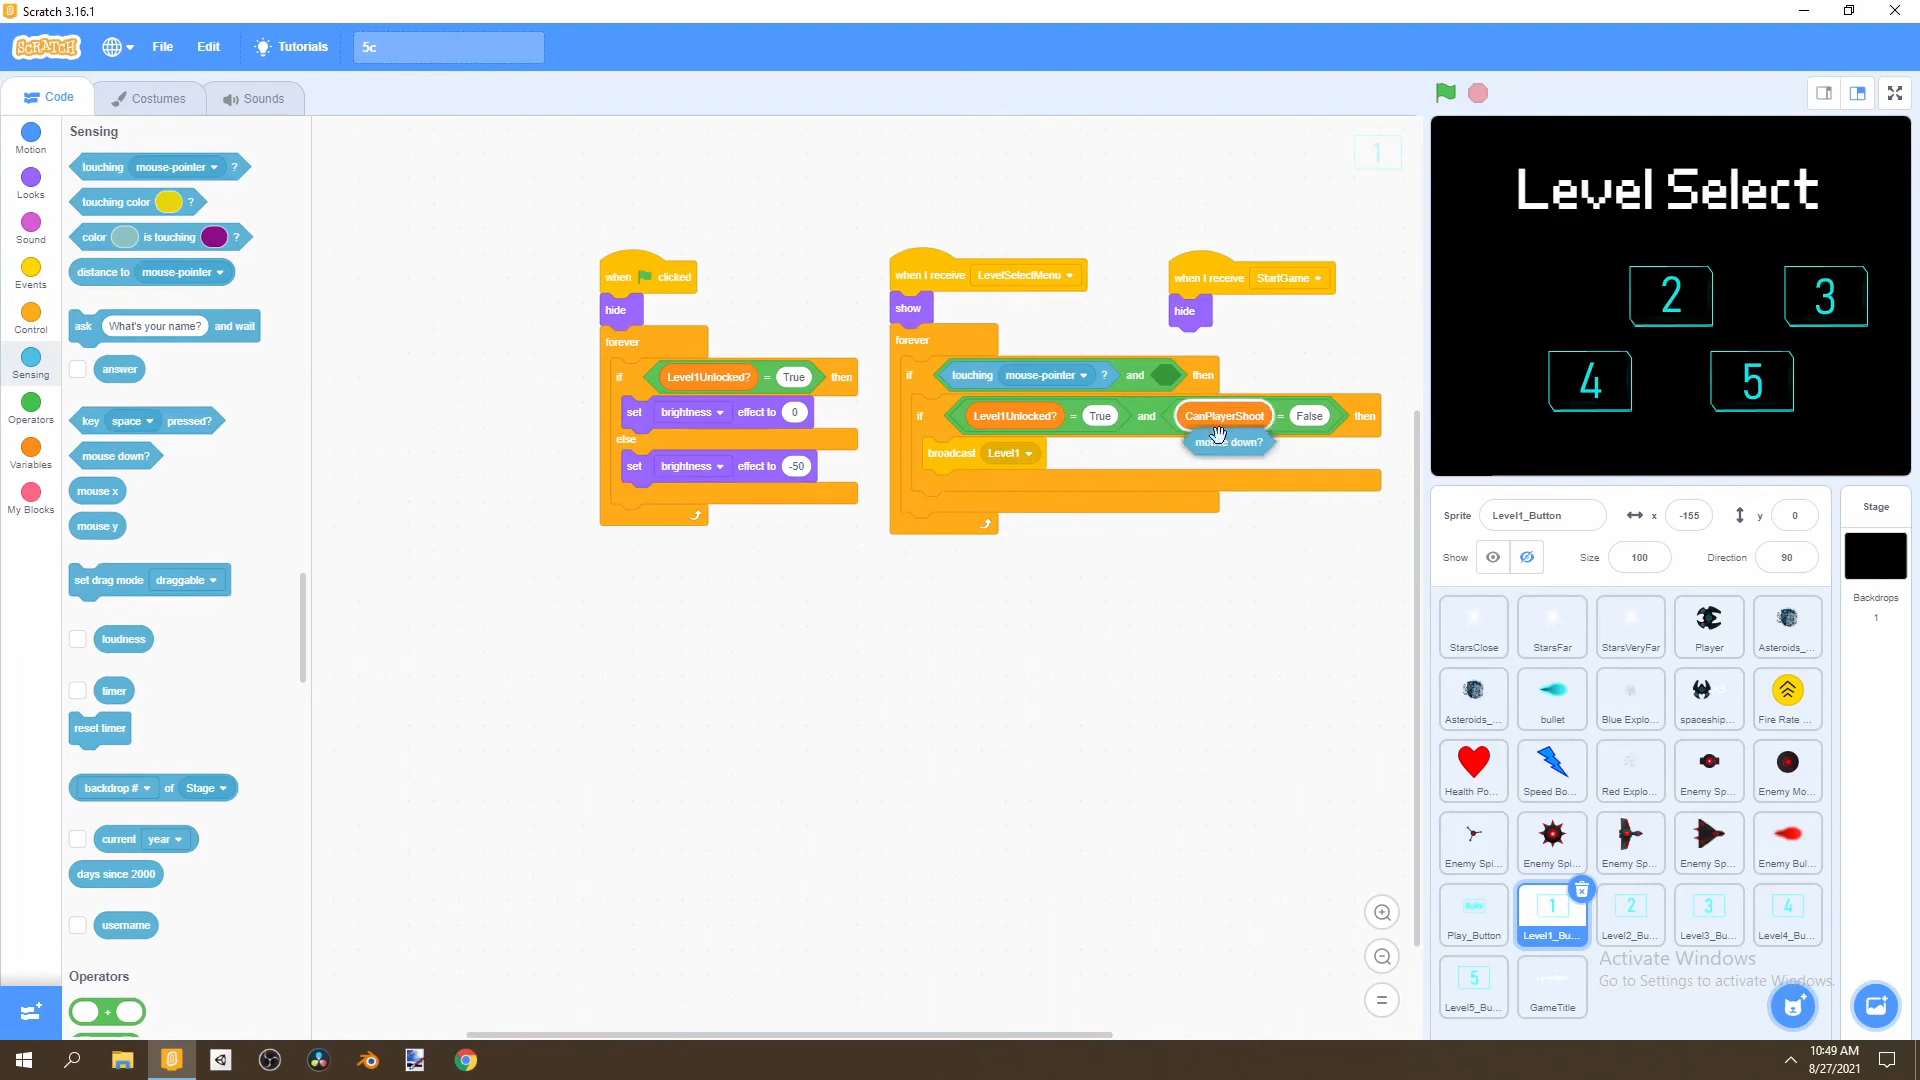 Scratch 3.16.1
SCRATCH File Edit Tutorials 5c
Code Costumes Sounds
Motion
Looks
Sound
Events
Control
Sensing
Operators
Variables
My Blocks
Sensing
touching mouse-pointer ?
touching color ?
color is touching ?
distance to mouse-pointer
ask What's your name? and wait
answer
key space pressed?
mouse down?
mouse x
mouse y
set drag mode draggable
loudness
timer
reset timer
backdrop # of Stage
current year
days since 2000
username
Operators
+
when clicked
hide
forever
if Level1Unlocked? = True then
set brightness effect to 0
else
set brightness effect to -50
when I receive LevelSelectMenu
show
forever
if touching mouse-pointer ? and then
if Level1Unlocked? = True and CanPlayerShoot = False then
mouse down?
broadcast Level1
when I receive StartGame
hide
1
Level Select
2 3
4 5
Sprite Level1_Button x -155 y 0
Show Size 100 Direction 90
StarsClose StarsFar StarsVeryFar Player Asteroids_...
Asteroids_... bullet Blue Explo... spaceship... Fire Rate ...
Health Po... Speed Bo... Red Explo... Enemy Sp... Enemy Mo...
Enemy Spi... Enemy Spi... Enemy Sp... Enemy Sp... Enemy Bul...
1 2 3 4
Play_Button Level1_Bu... Level2_Bu... Level3_Bu... Level4_Bu...
5
Level5_Bu... GameTitle
Stage
Backdrops
1
Activate Windows
Go to Settings to activate Windows.
10:49 AM
8/27/2021